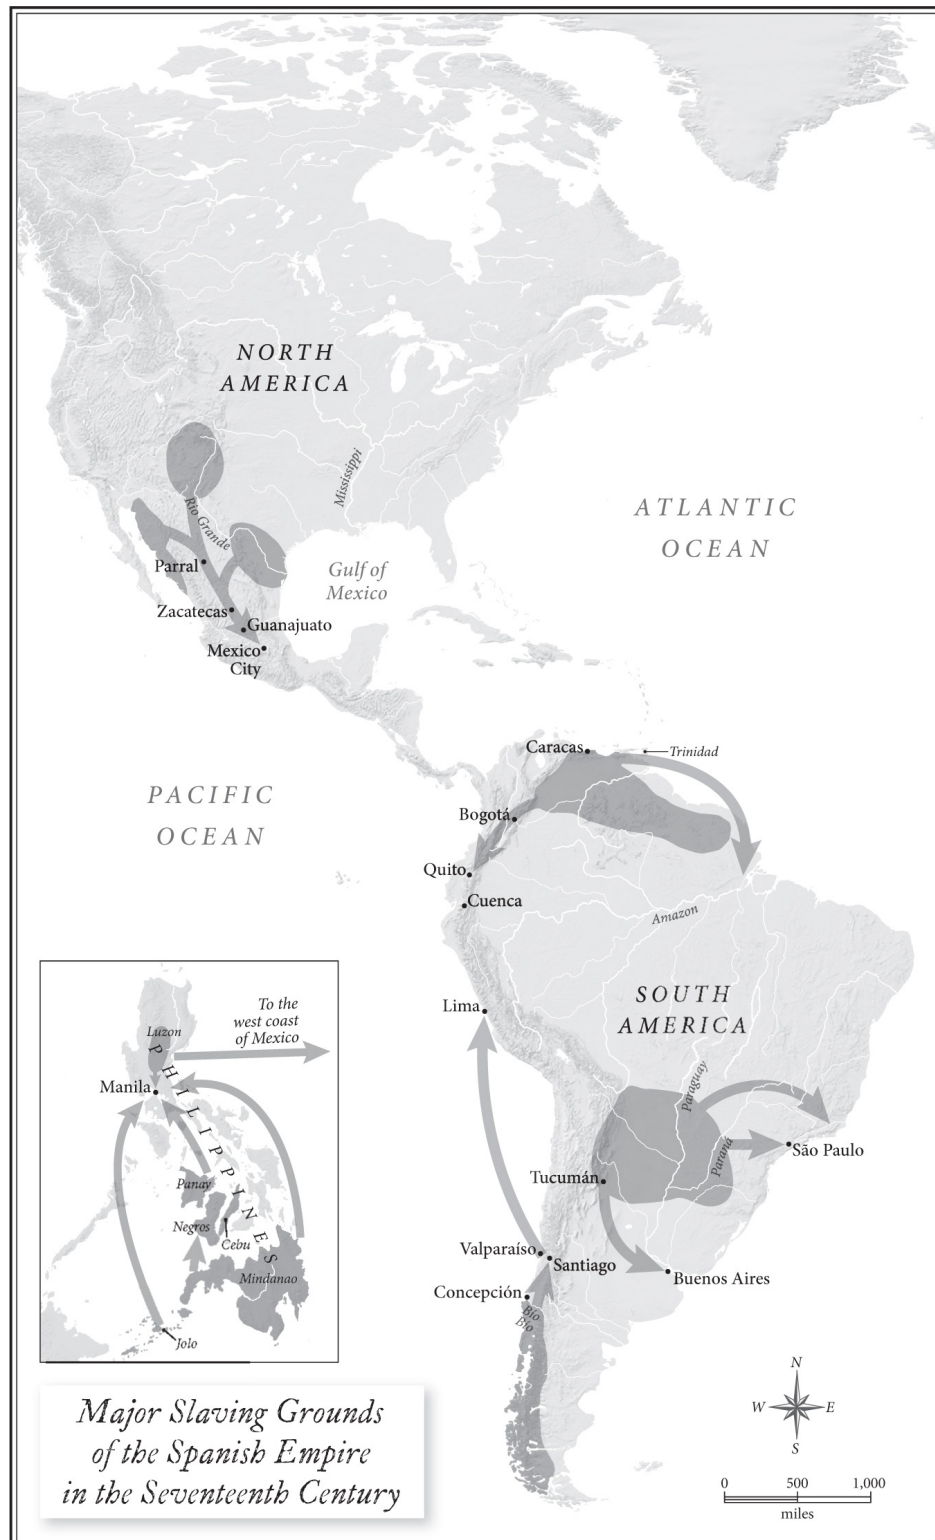 NORTH
AMERICA
Mississippi
ATLANTIC
OCEAN
Rio Grande
Parral
Gulf of
Mexico
Zacatecas
Guanajuato
Mexico
City
Caracas
Trinidad
PACIFIC
OCEAN
Bogotá
Quito
Cuenca
Amazon
Lima
SOUTH
AMERICA
Paraguay
Paraná
São Paulo
Tucumán
Valparaíso
Santiago
Buenos Aires
Concepción
Bío
Bío
To the
west coast
of Mexico
Luzon
PHILIPPINES
Manila
Panay
Negros
Cebu
Mindanao
Jolo
N
W E
S
Major Slaving Grounds
of the Spanish Empire
in the Seventeenth Century
0 500 1,000
miles